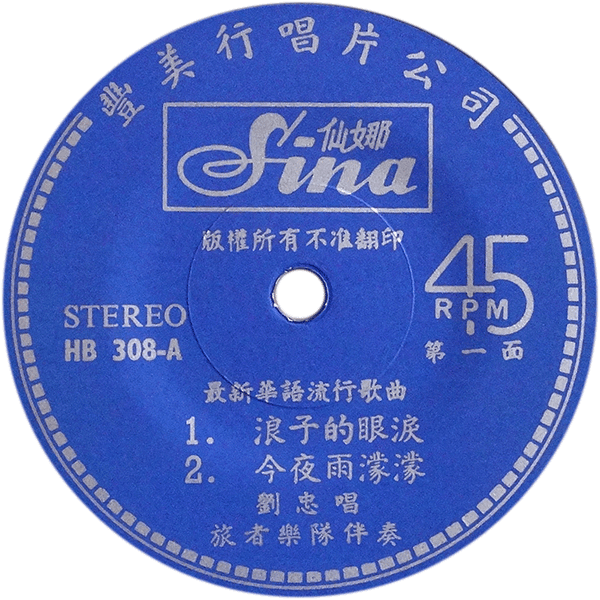 豐美行唱片公司
仙娜
Sina
版權所有不准翻印
45
RPM
STEREO
HB 308-A
第一面
最新華語流行歌曲
1. 浪子的眼淚
2. 今夜雨濛濛
劉忠唱
旅者樂隊伴奏